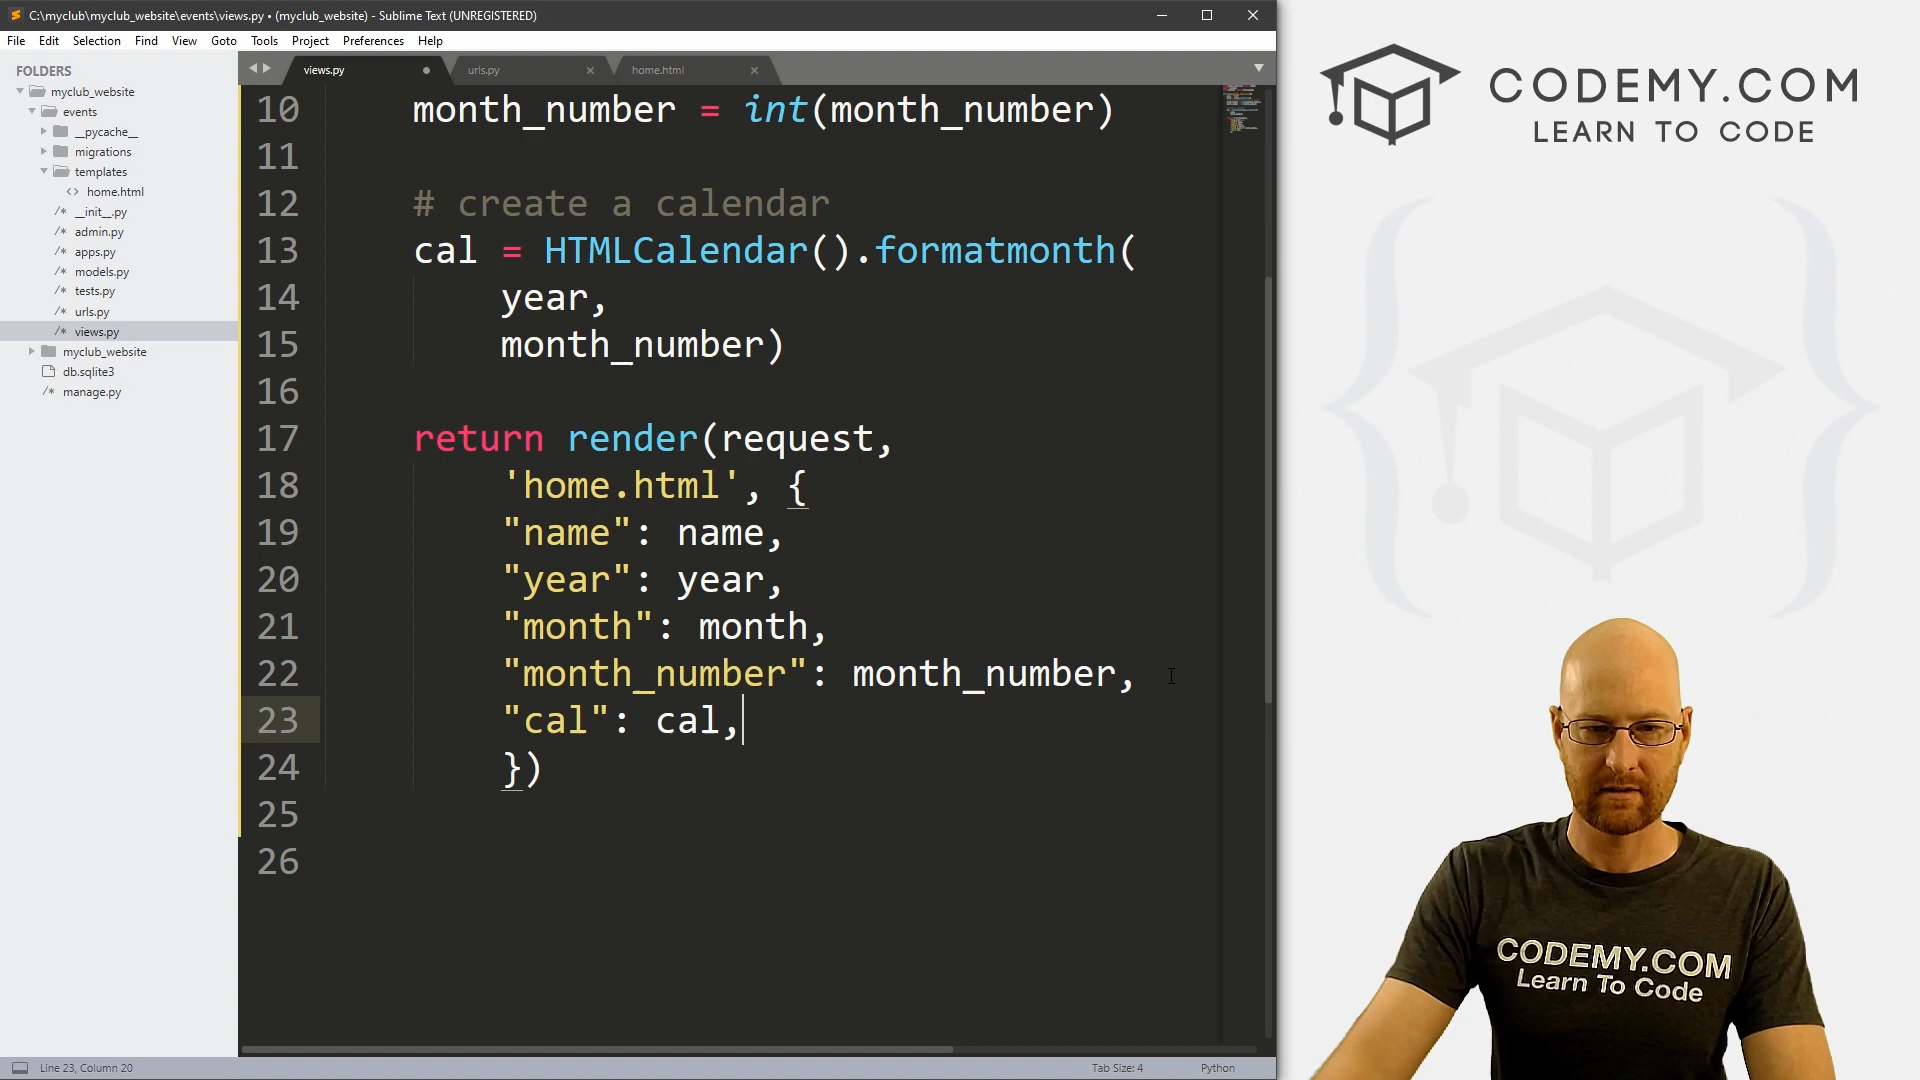 C:\myclub\myclub_website\events\views.py • (myclub_website) - Sublime Text (UNREGISTERED)
File Edit Selection Find View Goto Tools Project Preferences Help
FOLDERS
myclub_website
events
__pycache__
migrations
templates
<> home.html
/* __init__.py
/* admin.py
/* apps.py
/* models.py
/* tests.py
/* urls.py
/* views.py
myclub_website
db.sqlite3
/* manage.py
views.py urls.py home.html
10 month_number = int(month_number)
11
12 # create a calendar
13 cal = HTMLCalendar().formatmonth(
14 year,
15 month_number)
16
17 return render(request,
18 'home.html', {
19 "name": name,
20 "year": year,
21 "month": month,
22 "month_number": month_number,
23 "cal": cal,
24 })
25
26
Line 23, Column 20 Tab Size: 4 Python
CODEMY.COM
LEARN TO CODE
CODEMY.COM
Learn To Code